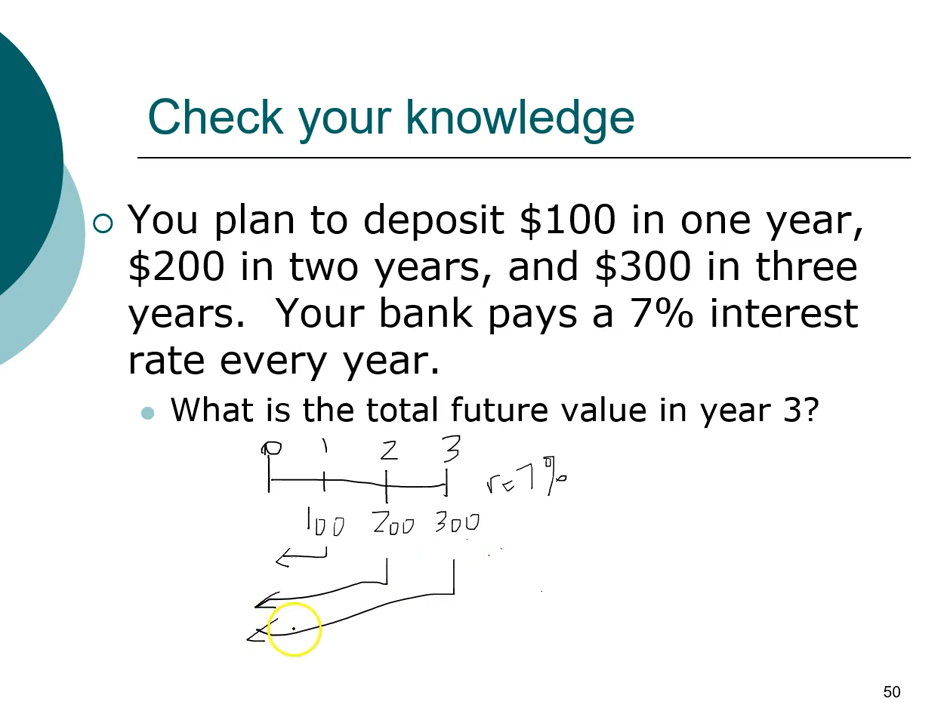 Check your knowledge
You plan to deposit $100 in one year,
$200 in two years, and $300 in three
years. Your bank pays a 7% interest
rate every year.
What is the total future value in year 3?
0 1 2 3
r=7%
100 200 300
50